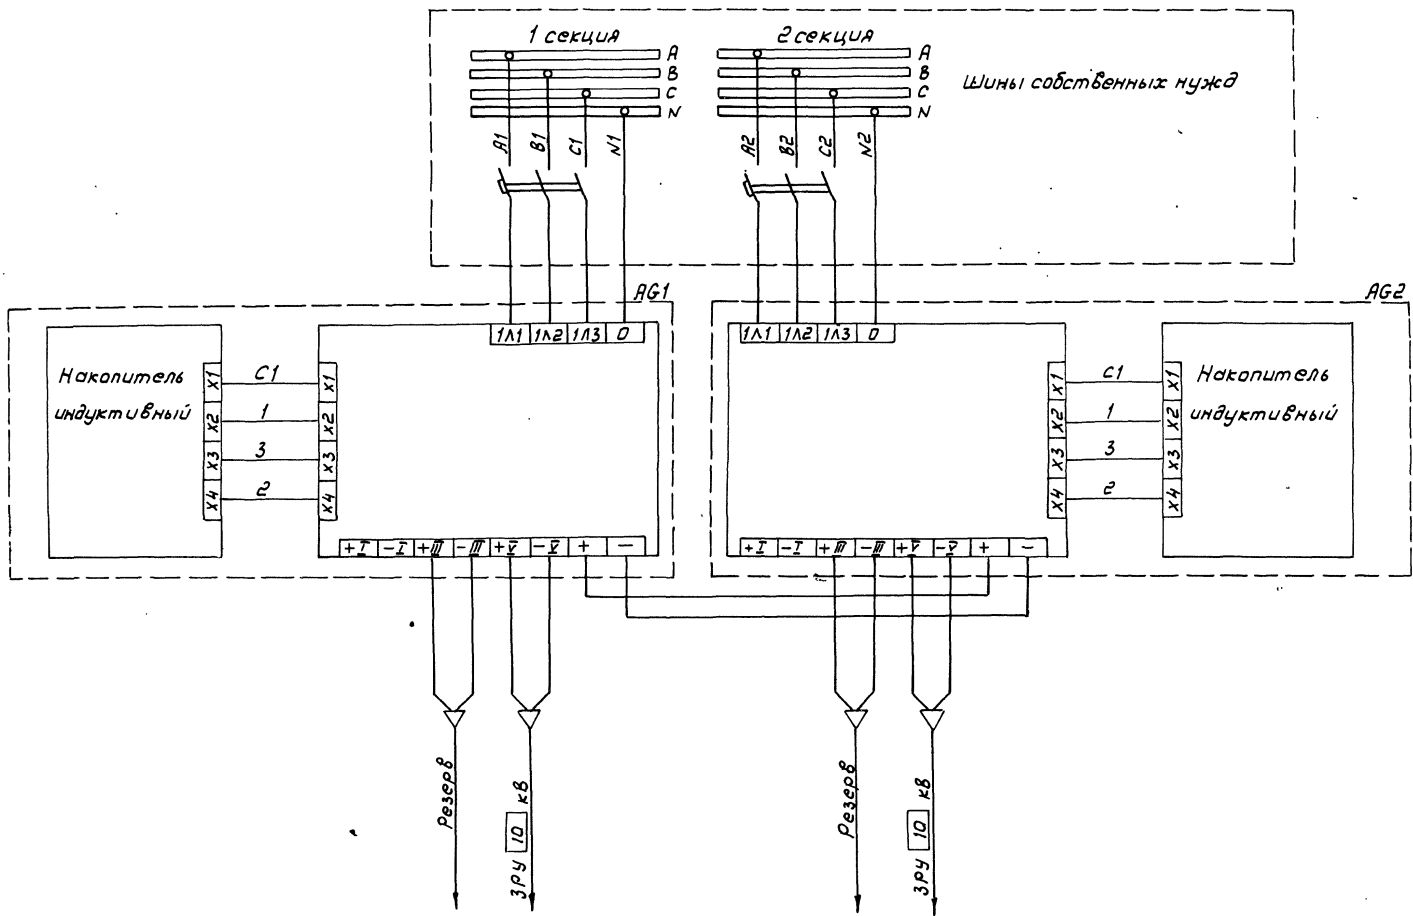 1 секция
2 секция
A
B
C
N
A
B
C
N
Шины собственных нужд
A1
B1
C1
N1
A2
B2
C2
N2
AG1
AG2
1Л1 1Л2 1Л3 0
1Л1 1Л2 1Л3 0
Накопитель
индуктивный
X1 C1 X1
X2 1 X2
X3 3 X3
X4 2 X4
X1 C1 X1
X2 1 X2
X3 3 X3
X4 2 X4
Накопитель
индуктивный
+I -I +III -III +V -V + -
+I -I +III -III +V -V + -
Резерв
ЗРУ 10 кВ
Резерв
ЗРУ 10 кВ